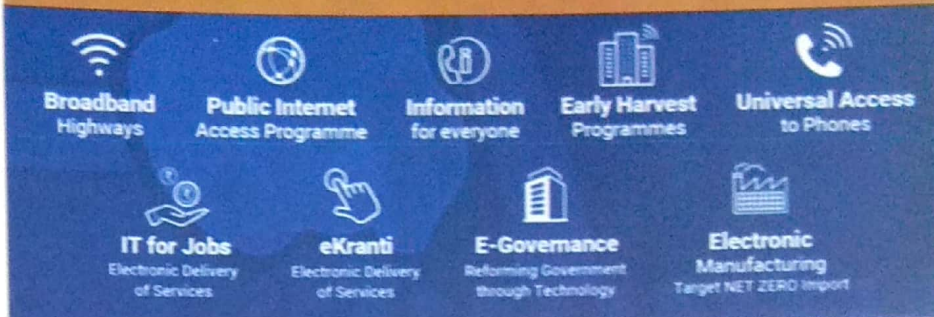 Broadband
Highways
Public Internet
Access Programme
Information
for everyone
Early Harvest
Programmes
Universal Access
to Phones
IT for Jobs
Electronic Delivery
of Services
eKranti
Electronic Delivery
of Services
E-Governance
Reforming Government
through Technology
Electronic
Manufacturing
Target NET ZERO Import